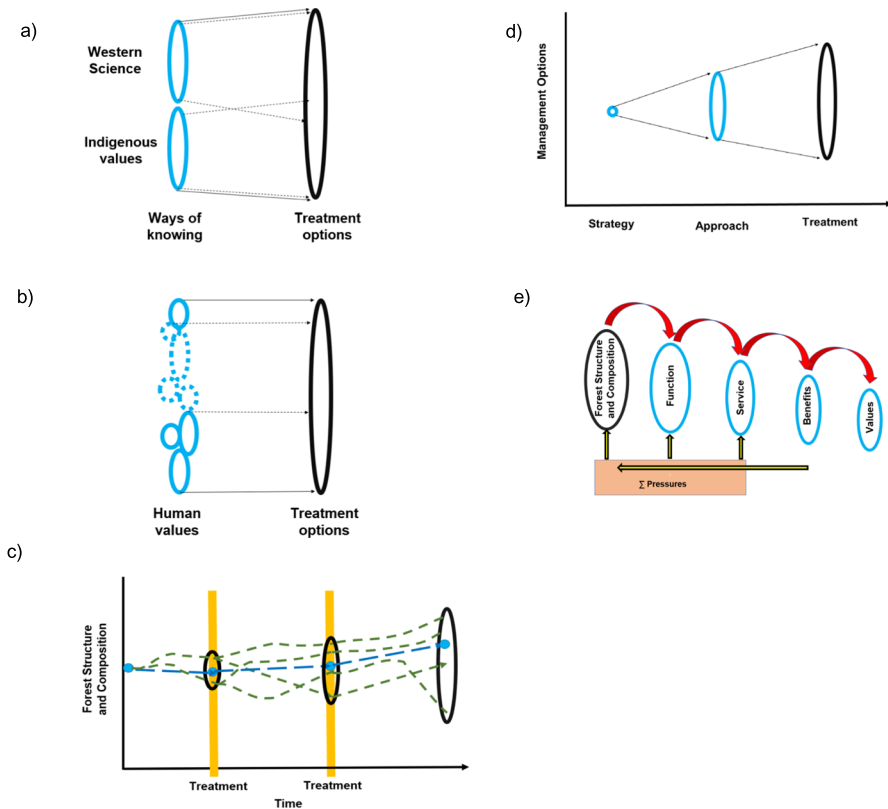 a)
Western
Science
Indigenous
values
Ways of
knowing
Treatment
options
b)
Human
values
Treatment
options
c)
Forest Structure
and Composition
Treatment
Treatment
Time
d)
Management Options
Strategy
Approach
Treatment
e)
Forest Structure
and Composition
Function
Service
Benefits
Values
∑ Pressures